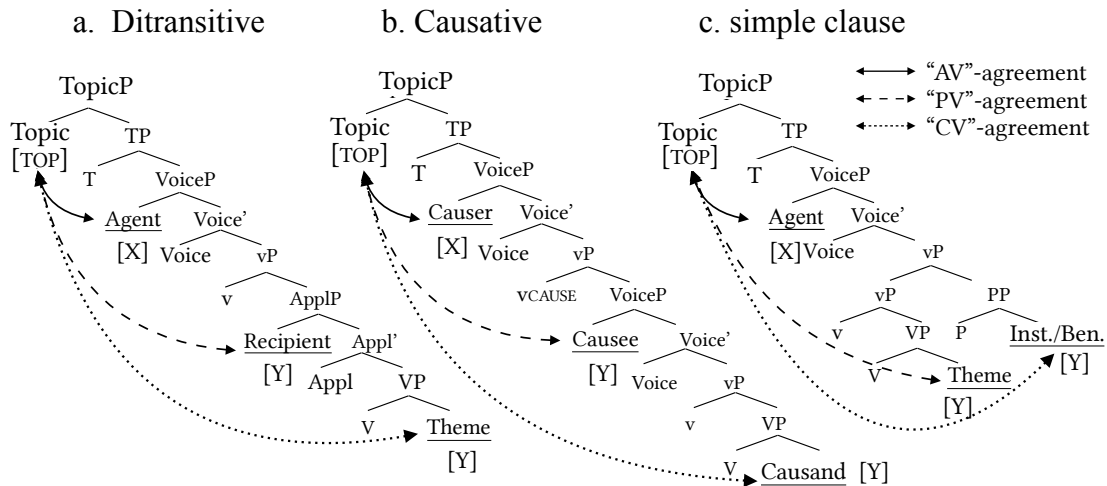 a. Ditransitive
TopicP
Topic TP
[TOP]
T VoiceP
Agent Voice’
[X] Voice vP
v ApplP
Recipient Appl’
[Y] Appl VP
V Theme
[Y]
b. Causative
TopicP
Topic TP
[TOP]
T VoiceP
Causer Voice’
[X] Voice vP
vCAUSE VoiceP
Causee Voice’
[Y] Voice vP
v VP
V Causand [Y]
c. simple clause
TopicP
Topic TP
[TOP]
T VoiceP
Agent Voice’
[X] Voice vP
vP PP
v VP P Inst./Ben.
V Theme [Y]
[Y]
“AV”-agreement
“PV”-agreement
“CV”-agreement